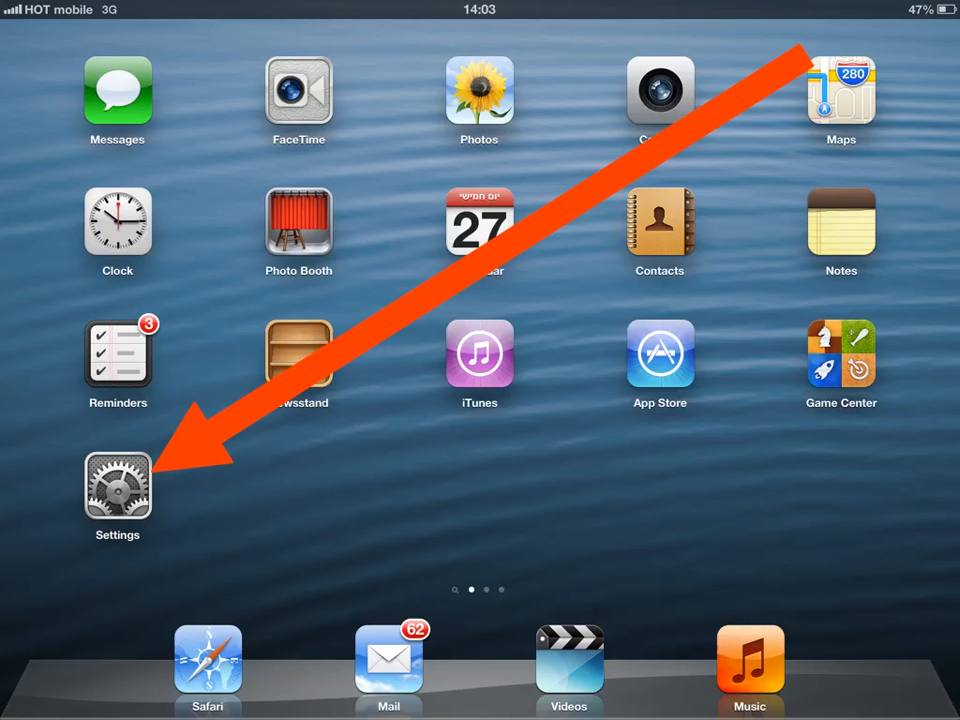 HOT mobile 3G 14:03 47%
280
A
Messages FaceTime Photos Maps
יום חמישי
27
Clock Photo Booth Contacts Notes
3
Reminders iTunes App Store Game Center
Settings
62
Safari Mail Videos Music